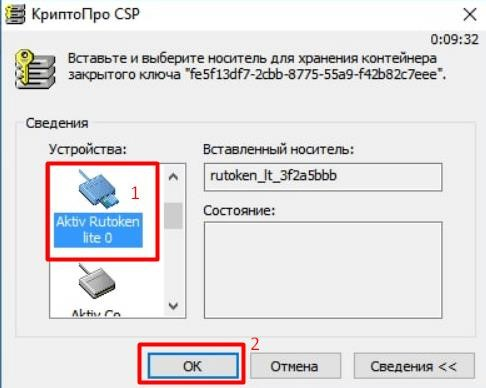 КриптоПро CSP
0:09:32
Вставьте и выберите носитель для хранения контейнера
закрытого ключа "fe5f13df7-2cbb-8775-55a9-f42b82c7eee".
Сведения
Устройства:
Вставленный носитель:
1
rutoken_lt_3f2a5bbb
Aktiv Rutoken
lite 0
Состояние:
Aktiv Co
2
OK
Отмена
Сведения <<